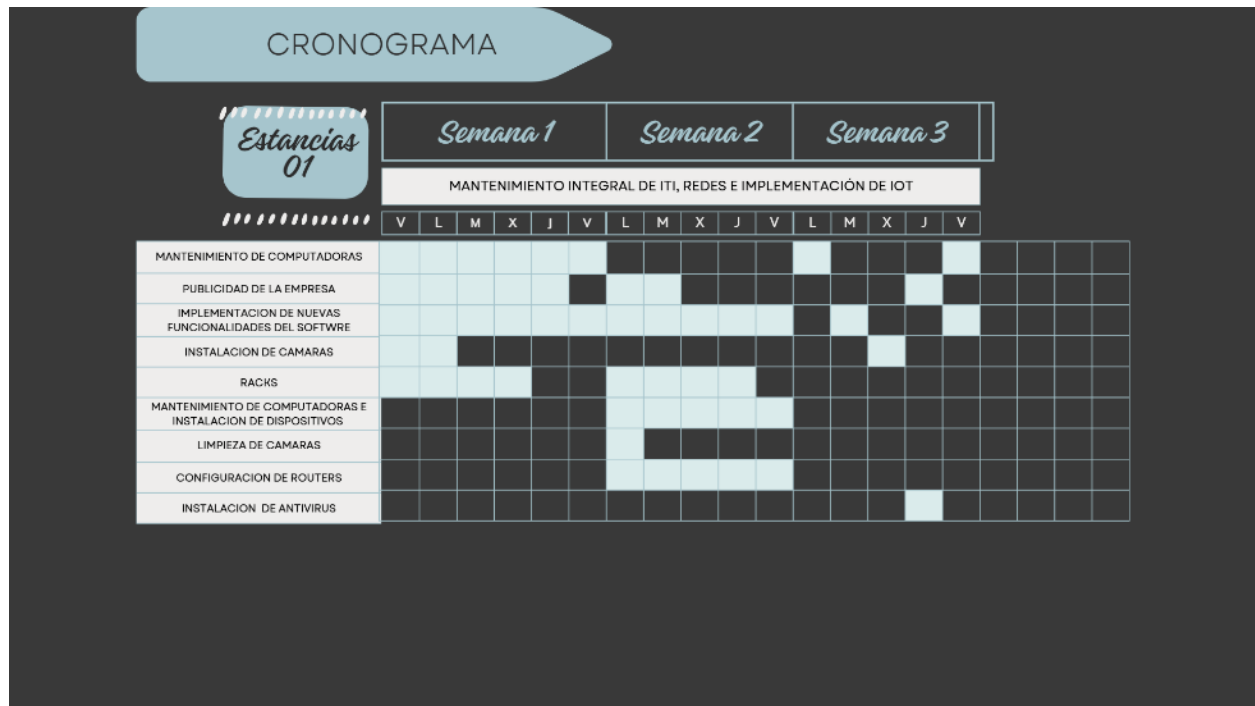 CRONOGRAMA
Estancías
01
Semana 1 Semana 2 Semana 3
MANTENIMIENTO INTEGRAL DE ITI, REDES E IMPLEMENTACIÓN DE IOT
V L M X J V L M X J V L M X J V
MANTENIMIENTO DE COMPUTADORAS
PUBLICIDAD DE LA EMPRESA
IMPLEMENTACION DE NUEVAS
FUNCIONALIDADES DEL SOFTWRE
INSTALACION DE CAMARAS
RACKS
MANTENIMIENTO DE COMPUTADORAS E
INSTALACION DE DISPOSITIVOS
LIMPIEZA DE CAMARAS
CONFIGURACION DE ROUTERS
INSTALACION DE ANTIVIRUS